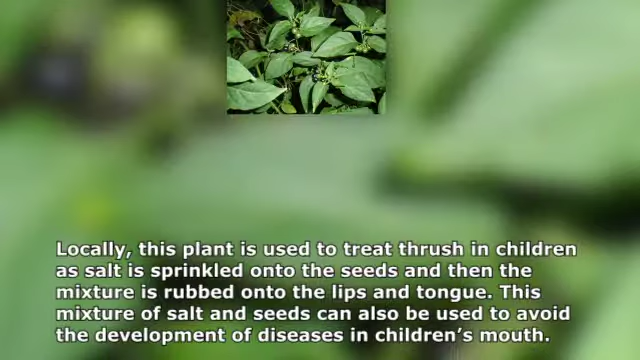 Locally, this plant is used to treat thrush in children
as salt is sprinkled onto the seeds and then the
mixture is rubbed onto the lips and tongue. This
mixture of salt and seeds can also be used to avoid
the development of diseases in children’s mouth.